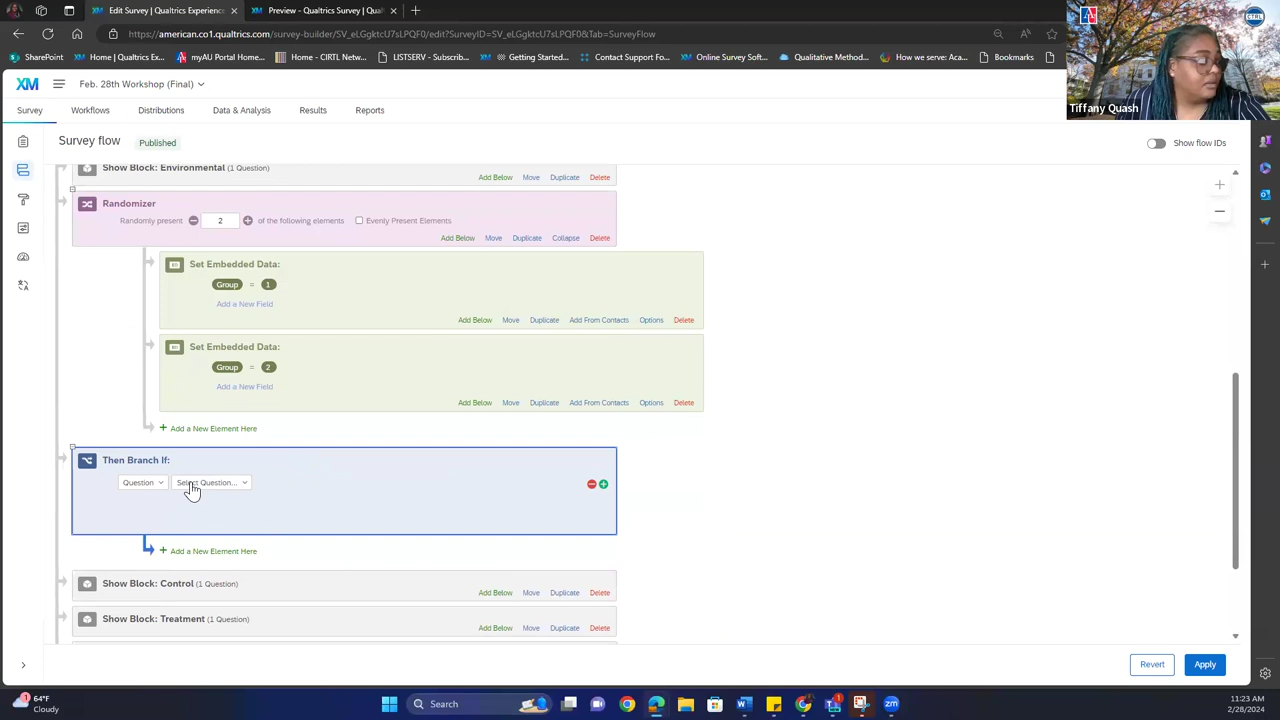 Edit Survey | Qualtrics Experience
Preview - Qualtrics Survey | Qual
https://american.co1.qualtrics.com/survey-builder/SV_eLGgktcU7sLPQF0/edit?SurveyID=SV_eLGgktcU7sLPQF0&Tab=SurveyFlow
SharePoint
Home | Qualtrics Ex...
myAU Portal Home...
Home - CIRTL Netw...
LISTSERV - Subscrib...
Getting Started...
Contact Support Fo...
Online Survey Soft...
Qualitative Method...
How we serve: Aca...
Bookmarks
CTRL
Tiffany Quash
XM
Feb. 28th Workshop (Final)
Survey
Workflows
Distributions
Data & Analysis
Results
Reports
Survey flow
Published
Show flow IDs
Show Block: Environmental (1 Question)
Add Below Move Duplicate Delete
Randomizer
Randomly present 2 of the following elements Evenly Present Elements
Add Below Move Duplicate Collapse Delete
Set Embedded Data:
Group = 1
Add a New Field
Add Below Move Duplicate Add From Contacts Options Delete
Set Embedded Data:
Group = 2
Add a New Field
Add Below Move Duplicate Add From Contacts Options Delete
+ Add a New Element Here
Then Branch If:
Question Select Question...
+ Add a New Element Here
Show Block: Control (1 Question)
Add Below Move Duplicate Delete
Show Block: Treatment (1 Question)
Add Below Move Duplicate Delete
Revert
Apply
1
64°F
Cloudy
Search
1
zm
11:23 AM
2/28/2024